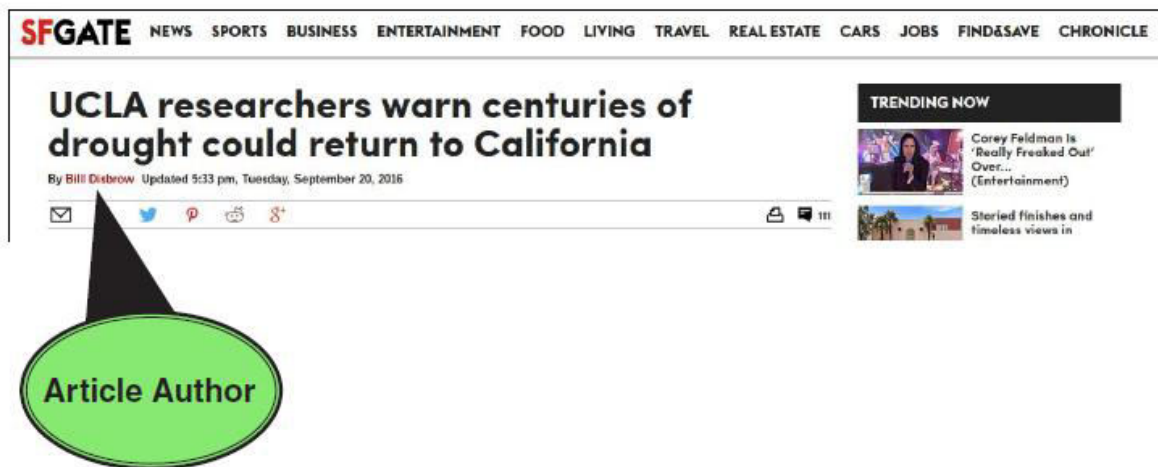 SFGATE NEWS SPORTS BUSINESS ENTERTAINMENT FOOD LIVING TRAVEL REAL ESTATE CARS JOBS FIND&SAVE CHRONICLE
UCLA researchers warn centuries of
drought could return to California
By Bill Disbrow Updated 5:33 pm, Tuesday, September 20, 2016
111
TRENDING NOW
Corey Feldman Is
'Really Freaked Out'
Over...
(Entertainment)
Storied finishes and
timeless views in
Article Author